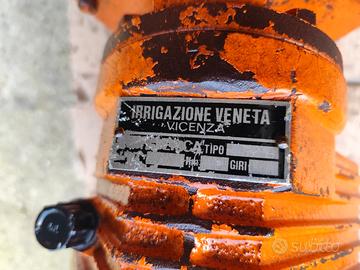 IRRIGAZIONE VENETA
VICENZA
TIPO
GIRI
subito